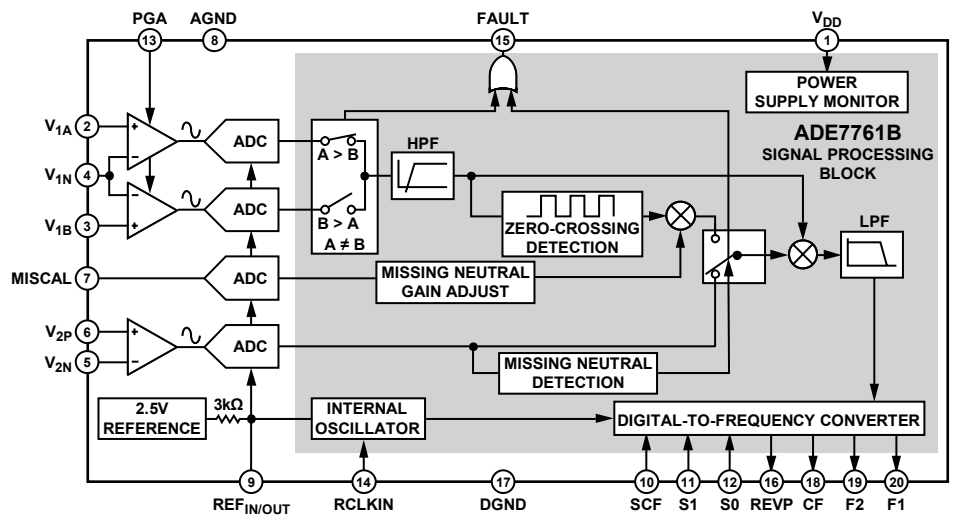 PGA AGND FAULT VDD
13 8 15 1
POWER
SUPPLY MONITOR
ADE7761B
SIGNAL PROCESSING
BLOCK
V1A 2 + − ADC
A > B
HPF
V1N 4
V1B 3 − + ADC
B > A
A ≠ B
ZERO-CROSSING
DETECTION
LPF
MISCAL 7 ADC
MISSING NEUTRAL
GAIN ADJUST
V2P 6 +
V2N 5 − ADC
MISSING NEUTRAL
DETECTION
2.5V
REFERENCE
3kΩ
INTERNAL
OSCILLATOR
DIGITAL-TO-FREQUENCY CONVERTER
9 14 17 10 11 12 16 18 19 20
REFIN/OUT RCLKIN DGND SCF S1 S0 REVP CF F2 F1